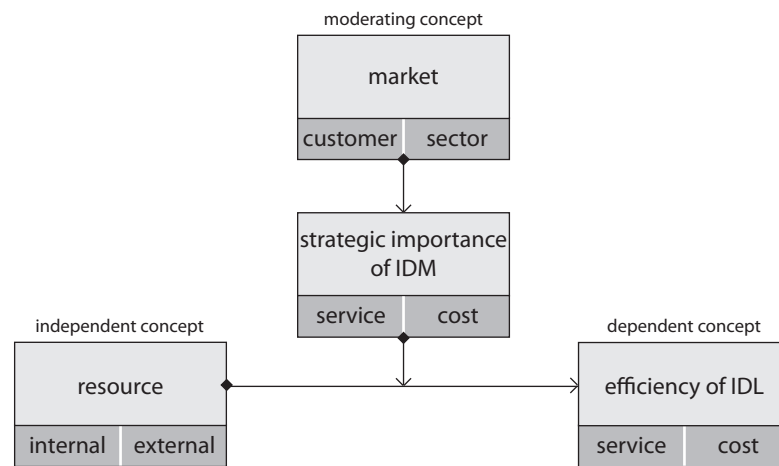 moderating concept
market
customer sector
strategic importance
of IDM
service cost
independent concept
dependent concept
resource
efficiency of IDL
internal external
service cost